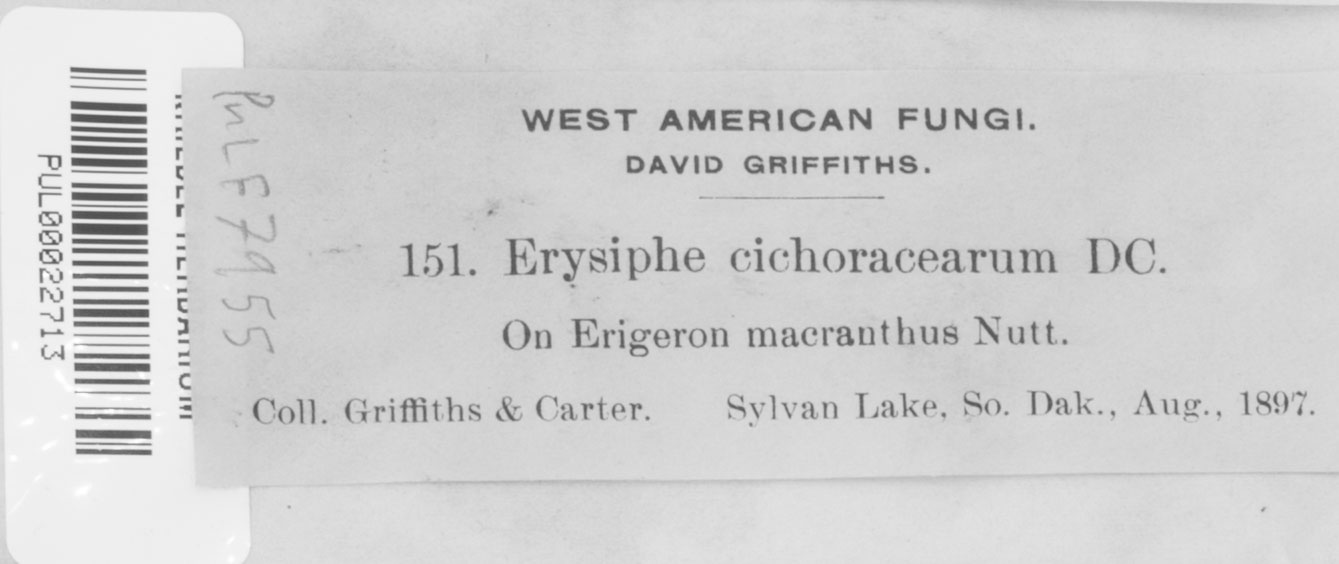 WEST AMERICAN FUNGI.
DAVID GRIFFITHS.
151. Erysiphe cichoracearum DC.
On Erigeron macranthus Nutt.
Coll. Griffiths & Carter. Sylvan Lake, So. Dak., Aug., 1897.
PUL F7955
PUL00022713